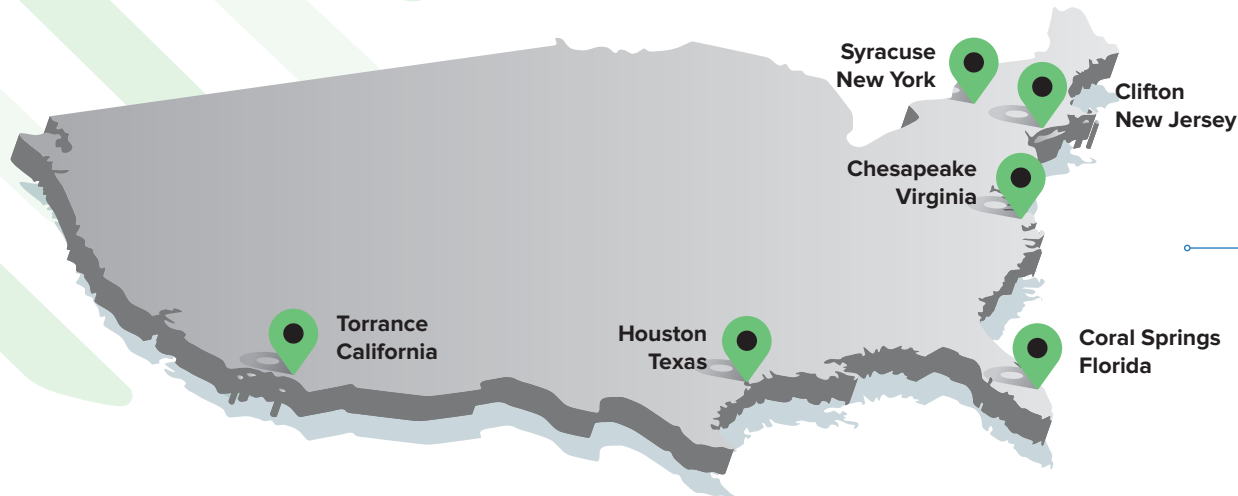 Syracuse
New York
Clifton
New Jersey
Chesapeake
Virginia
Torrance
California
Houston
Texas
Coral Springs
Florida